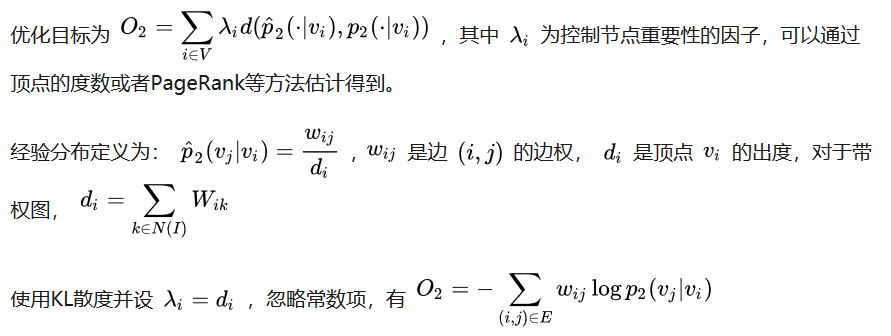 优化目标为 $O_2 = \sum_{i \in V} \lambda_i d(\hat{p}_2(\cdot|v_i), p_2(\cdot|v_i))$ ，其中 $\lambda_i$ 为控制节点重要性的因子，可以通过
顶点的度数或者PageRank等方法估计得到。
经验分布定义为： $\hat{p}_2(v_j|v_i) = \frac{w_{ij}}{d_i}$ ，$w_{ij}$ 是边 $(i, j)$ 的边权， $d_i$ 是顶点 $v_i$ 的出度，对于带
权图， $d_i = \sum_{k \in N(I)} W_{ik}$
使用KL散度并设 $\lambda_i = d_i$ ，忽略常数项，有 $O_2 = -\sum_{(i,j) \in E} w_{ij} \log p_2(v_j|v_i)$